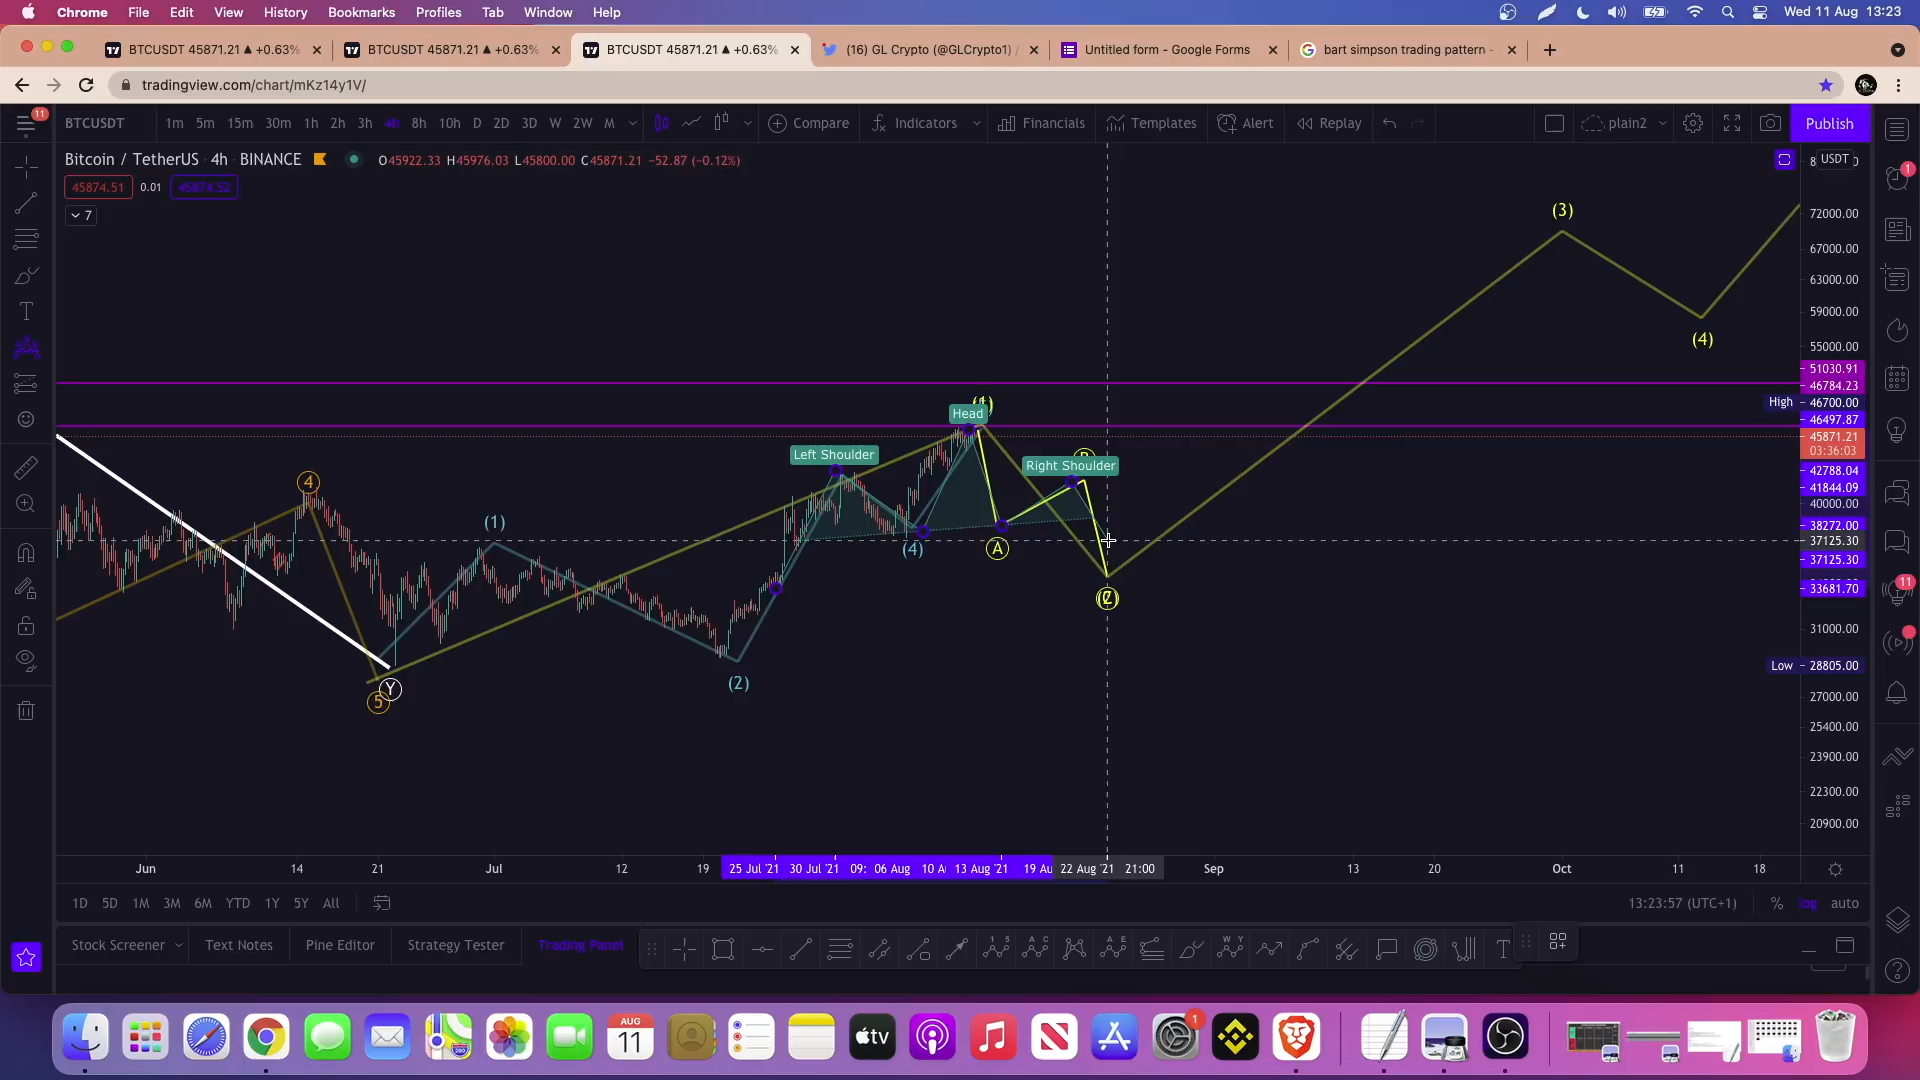 Chrome File Edit View History Bookmarks Profiles Tab Window Help Wed 11 Aug 13:23
BTCUSDT 45871.21 ▲ +0.63% BTCUSDT 45871.21 ▲ +0.63% BTCUSDT 45871.21 ▲ +0.63% (16) GL Crypto (@GLCrypto1) / Untitled form - Google Forms bart simpson trading pattern -
tradingview.com/chart/mKz14y1V/
11 BTCUSDT 1m 5m 15m 30m 1h 2h 3h 4h 8h 10h D 2D 3D W 2W M Compare Indicators Financials Templates Alert Replay plain2 Publish
Bitcoin / TetherUS · 4h · BINANCE O45922.33 H45976.03 L45800.00 C45871.21 −52.87 (−0.12%) USDT
45874.51 0.01 45874.52
7
(3)
72000.00
67000.00
63000.00
59000.00
(4)
55000.00
51030.91
46784.23
High 46700.00
Head
46497.87
45871.21
03:36:03
Left Shoulder
Right Shoulder
42788.04
4
41844.09
40000.00
(1)
38272.00
37125.30
(4)
A
37125.30
33681.70
31000.00
Low 28805.00
(2)
Y
5
27000.00
25400.00
23900.00
22300.00
20900.00
Jun 14 21 Jul 12 19 25 Jul '21 30 Jul '21 09: 06 Aug 13 Aug '21 22 Aug '21 21:00 Sep 13 20 Oct 11 18
1D 5D 1M 3M 6M YTD 1Y 5Y All 13:23:57 (UTC+1) % log auto
Stock Screener Text Notes Pine Editor Strategy Tester Trading Panel
AUG
11
tv
1